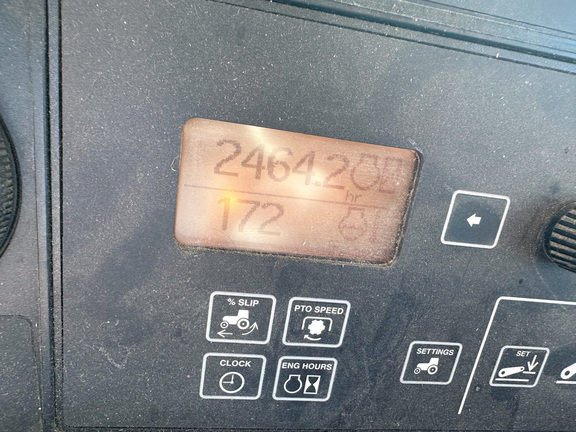 2464.2
hr
172
% SLIP
PTO SPEED
CLOCK
ENG HOURS
SETTINGS
SET